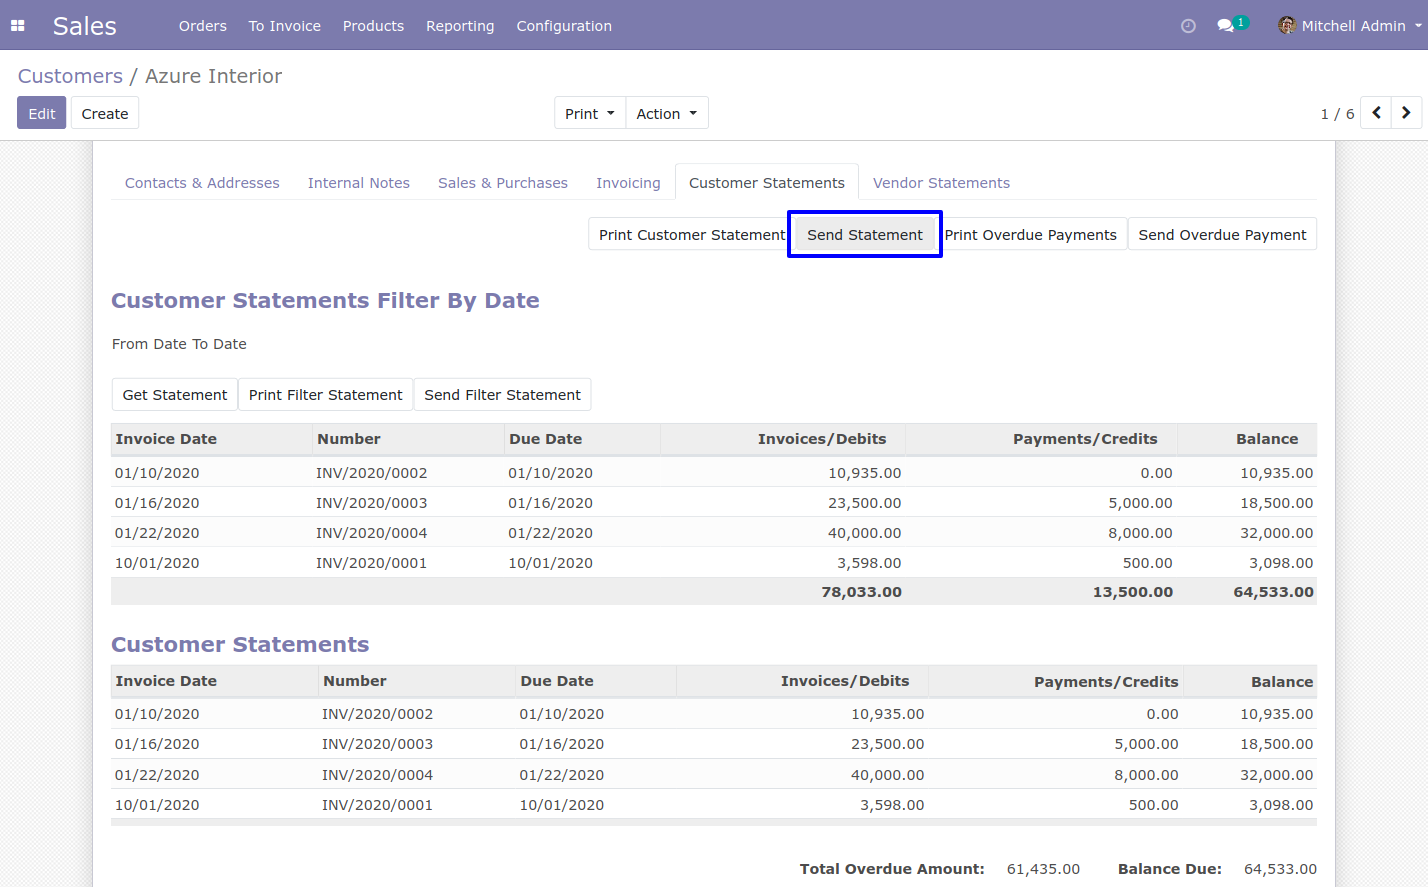 Sales Orders To Invoice Products Reporting Configuration 1 Mitchell Admin
Customers / Azure Interior
Edit Create Print Action 1 / 6
Contacts & Addresses Internal Notes Sales & Purchases Invoicing Customer Statements Vendor Statements
Print Customer Statement Send Statement Print Overdue Payments Send Overdue Payment
Customer Statements Filter By Date
From Date To Date
Get Statement Print Filter Statement Send Filter Statement
Invoice Date Number Due Date Invoices/Debits Payments/Credits Balance
01/10/2020 INV/2020/0002 01/10/2020 10,935.00 0.00 10,935.00
01/16/2020 INV/2020/0003 01/16/2020 23,500.00 5,000.00 18,500.00
01/22/2020 INV/2020/0004 01/22/2020 40,000.00 8,000.00 32,000.00
10/01/2020 INV/2020/0001 10/01/2020 3,598.00 500.00 3,098.00
78,033.00 13,500.00 64,533.00
Customer Statements
Invoice Date Number Due Date Invoices/Debits Payments/Credits Balance
01/10/2020 INV/2020/0002 01/10/2020 10,935.00 0.00 10,935.00
01/16/2020 INV/2020/0003 01/16/2020 23,500.00 5,000.00 18,500.00
01/22/2020 INV/2020/0004 01/22/2020 40,000.00 8,000.00 32,000.00
10/01/2020 INV/2020/0001 10/01/2020 3,598.00 500.00 3,098.00
Total Overdue Amount: 61,435.00 Balance Due: 64,533.00